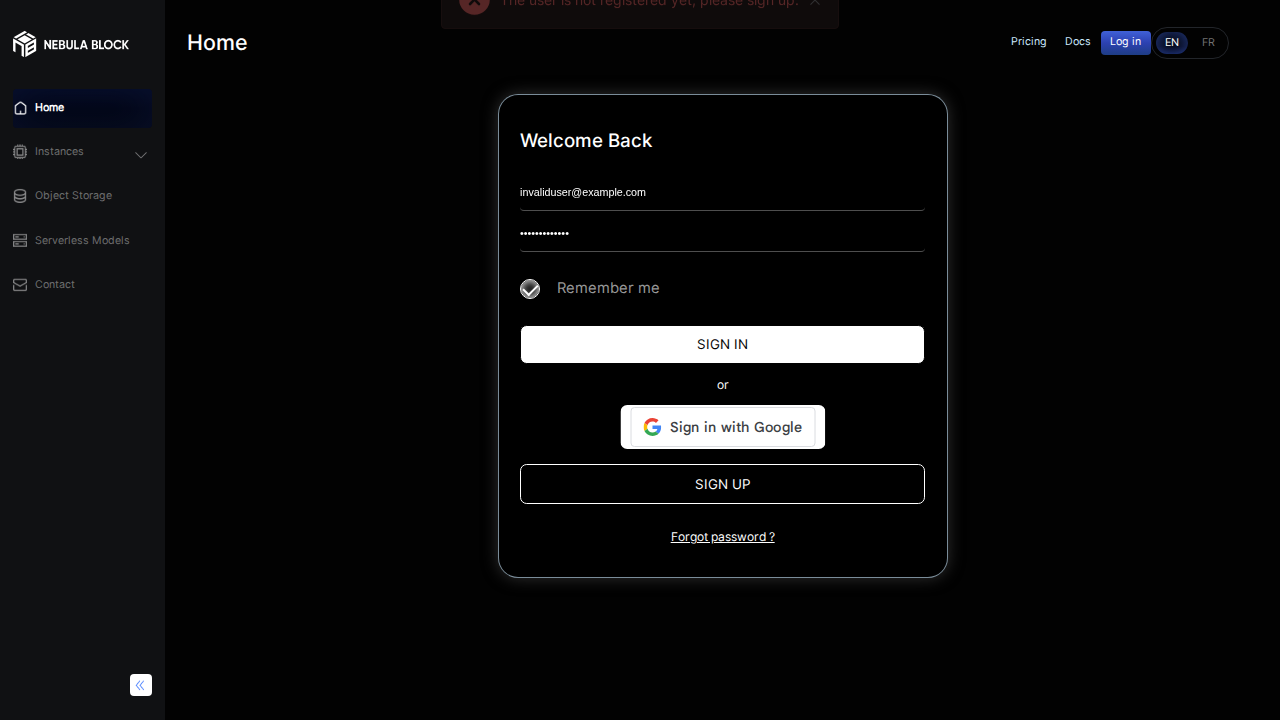 The user is not registered yet, please sign up.
NEBULA BLOCK
Home
Pricing
Docs
Log in
EN
FR
Home
Instances
Object Storage
Serverless Models
Contact
Welcome Back
invaliduser@example.com
•••••••••••••
Remember me
SIGN IN
or
Sign in with Google
SIGN UP
Forgot password ?